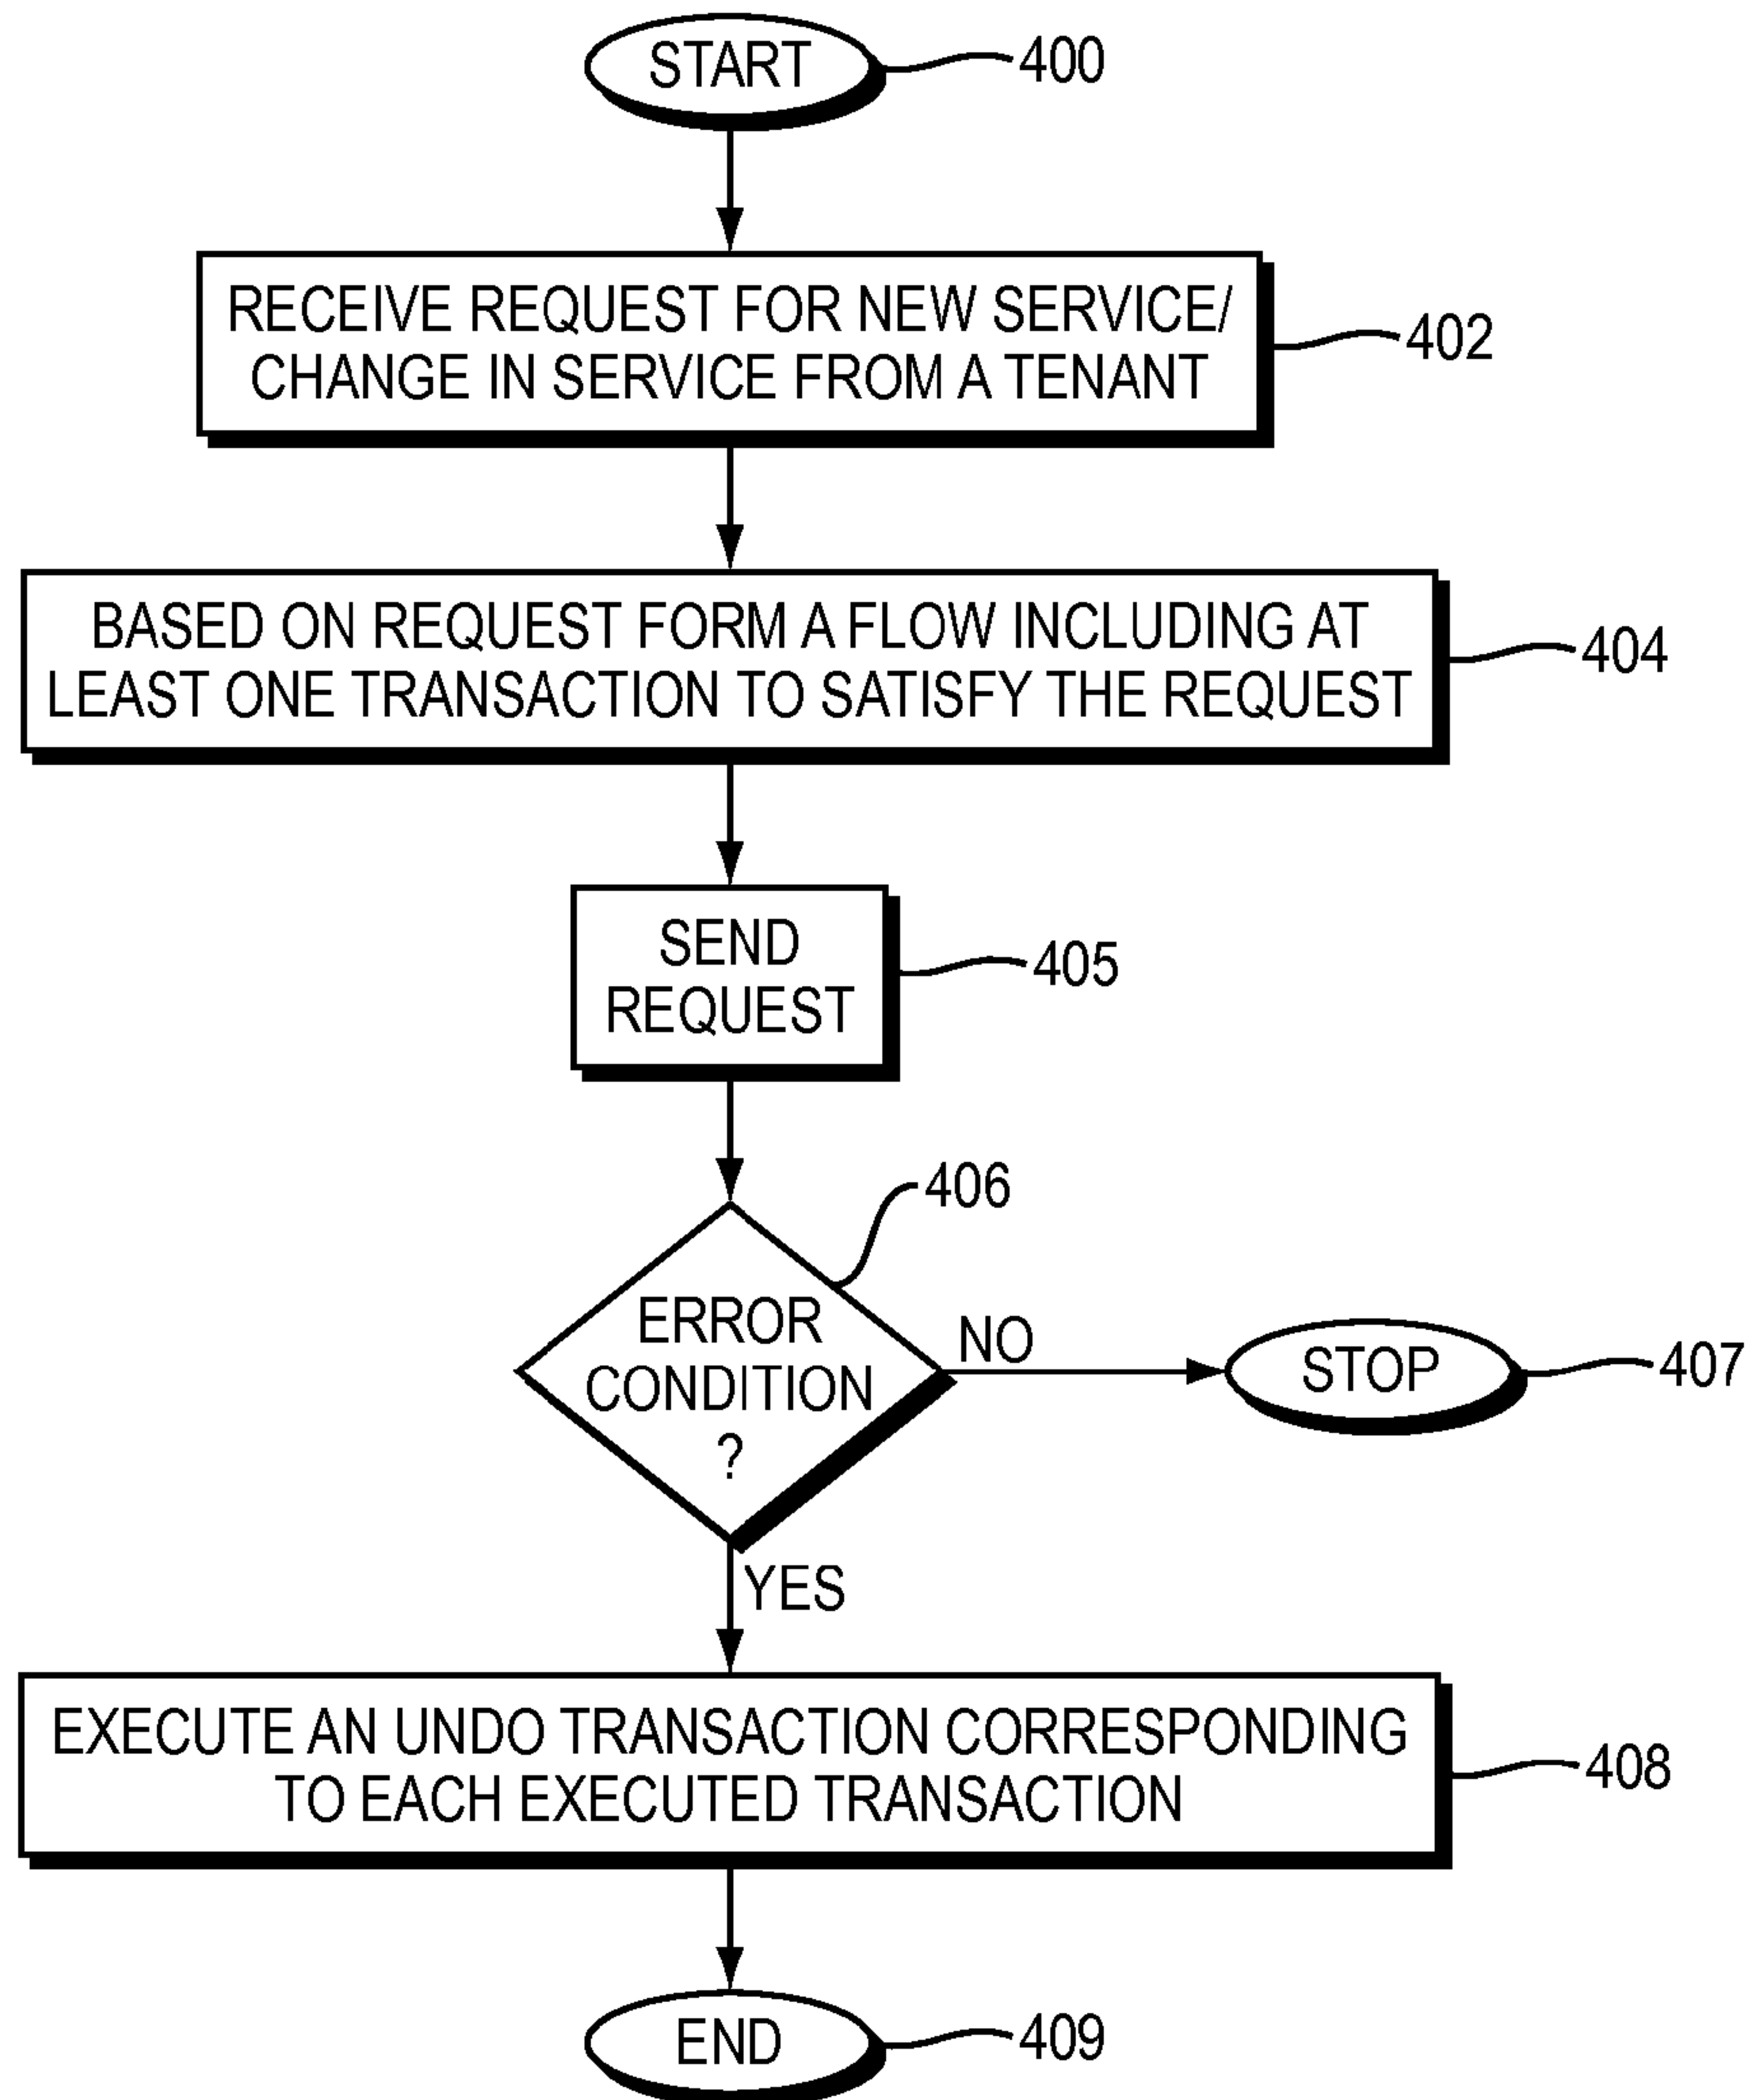 START
400
RECEIVE REQUEST FOR NEW SERVICE/
CHANGE IN SERVICE FROM A TENANT
402
BASED ON REQUEST FORM A FLOW INCLUDING AT
LEAST ONE TRANSACTION TO SATISFY THE REQUEST
404
SEND
REQUEST
405
406
ERROR
CONDITION
?
NO
STOP
407
YES
EXECUTE AN UNDO TRANSACTION CORRESPONDING
TO EACH EXECUTED TRANSACTION
408
END
409